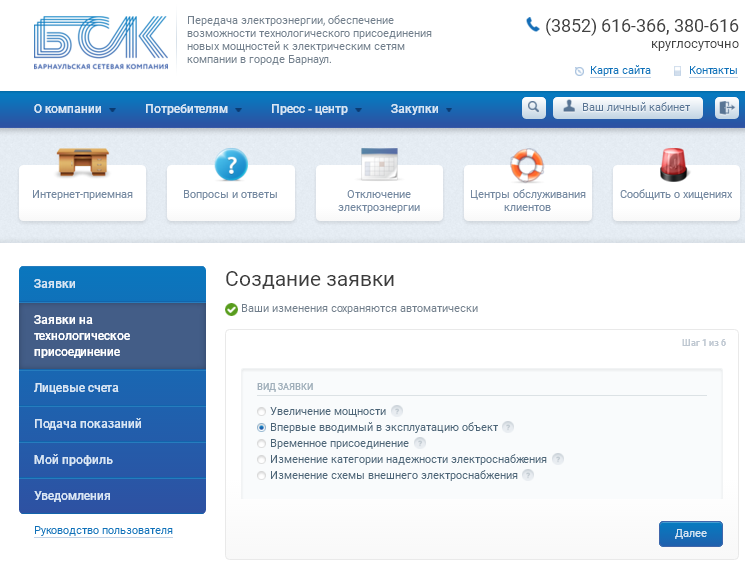 БСК
БАРНАУЛЬСКАЯ СЕТЕВАЯ КОМПАНИЯ
Передача электроэнергии, обеспечение
возможности технологического присоединения
новых мощностей к электрическим сетям
компании в городе Барнаул.
(3852) 616-366, 380-616
круглосуточно
Карта сайта
Контакты
О компании
Потребителям
Пресс - центр
Закупки
Ваш личный кабинет
Интернет-приемная
Вопросы и ответы
Отключение
электроэнергии
Центры обслуживания
клиентов
Сообщить о хищениях
Заявки
Заявки на
технологическое
присоединение
Лицевые счета
Подача показаний
Мой профиль
Уведомления
Руководство пользователя
Создание заявки
Ваши изменения сохраняются автоматически
Шаг 1 из 6
ВИД ЗАЯВКИ
Увеличение мощности ?
Впервые вводимый в эксплуатацию объект ?
Временное присоединение ?
Изменение категории надежности электроснабжения ?
Изменение схемы внешнего электроснабжения ?
Далее